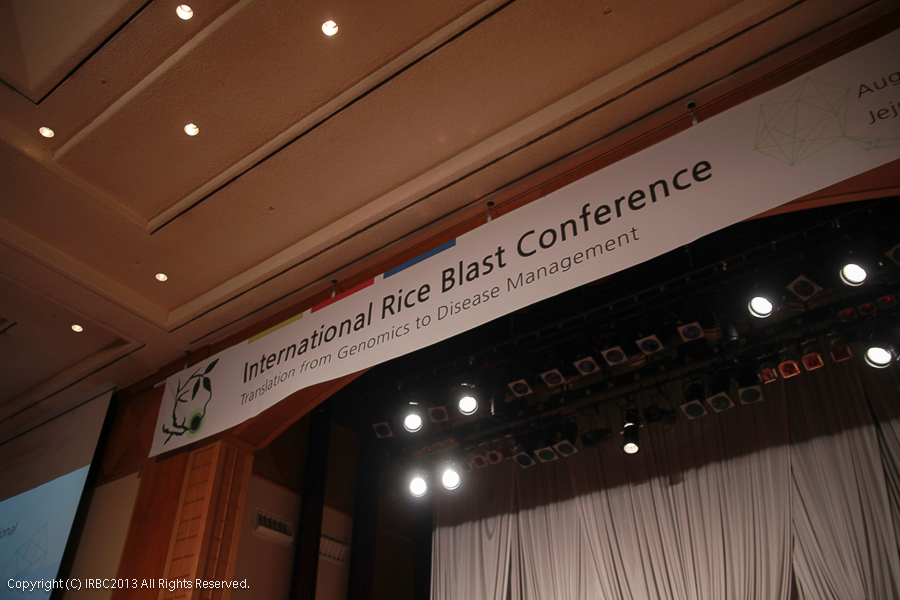 International Rice Blast Conference
Translation from Genomics to Disease Management
Copyright (C) IRBC2013 All Rights Reserved.